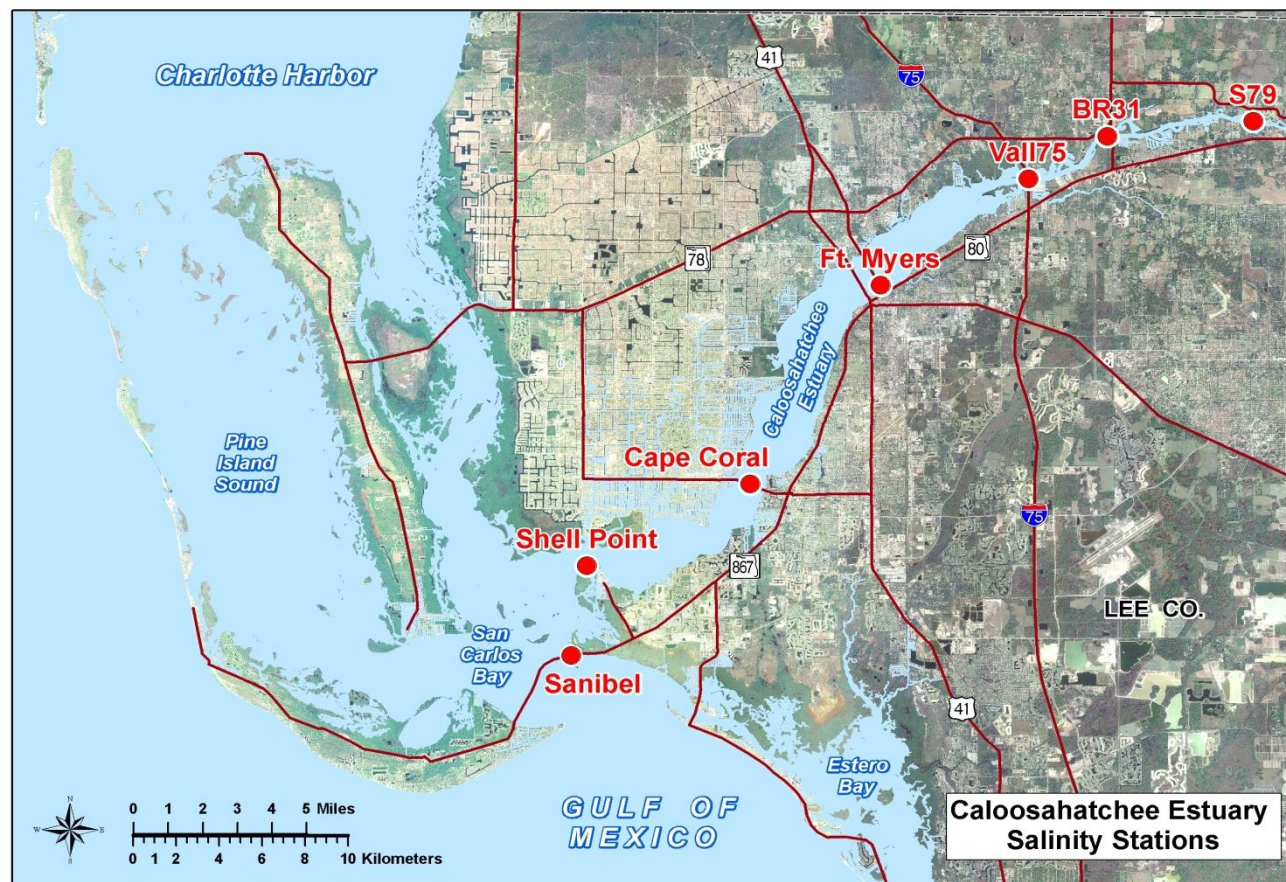 Charlotte Harbor
41
75
BR31
S79
Vall75
78
80
Ft. Myers
Caloosahatchee
Estuary
Pine
Island
Sound
Cape Coral
75
Shell Point
867
LEE CO.
San
Carlos
Bay
Sanibel
41
Estero
Bay
N
W
E
S
0 1 2 3 4 5 Miles
0 1 2 4 6 8 10 Kilometers
GULF OF
MEXICO
Caloosahatchee Estuary
Salinity Stations